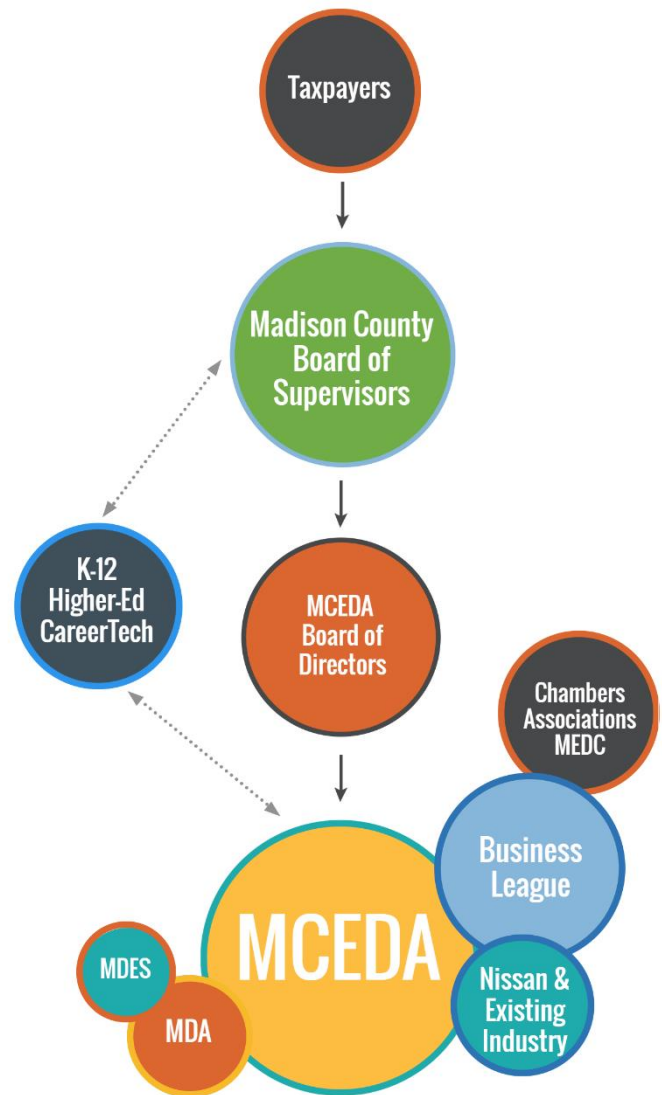 Taxpayers
Madison County
Board of
Supervisors
K-12
Higher-Ed
CareerTech
MCEDA
Board of
Directors
Chambers
Associations
MEDC
Business
League
MCEDA
Nissan &
Existing
Industry
MDES
MDA